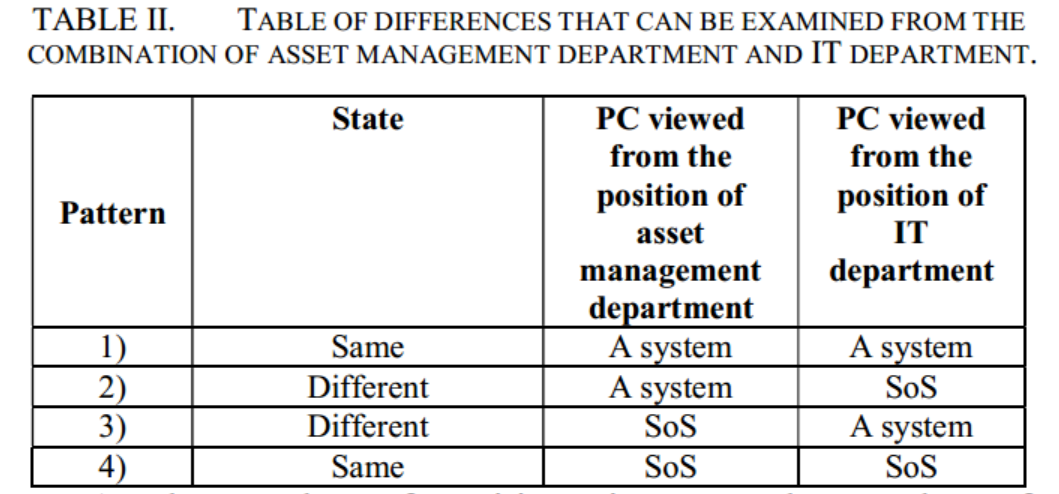 TABLE II. TABLE OF DIFFERENCES THAT CAN BE EXAMINED FROM THE
COMBINATION OF ASSET MANAGEMENT DEPARTMENT AND IT DEPARTMENT.
Pattern State PC viewed from the position of asset management department PC viewed from the position of IT department
1) Same A system A system
2) Different A system SoS
3) Different SoS A system
4) Same SoS SoS